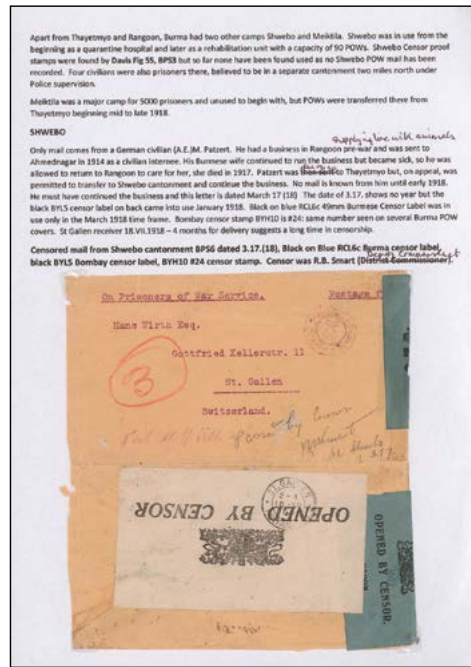 Apart from Thayetmyo and Rangoon, Burma had two other camps Shwebo and Meiktila. Shwebo was in use from the
beginning as a quarantine hospital and later as a rehabilitation unit with a capacity of 90 POWs. Shwebo Censor proof
stamps were found by Davis Fig 55, BPS3 but so far none have been found used as no Shwebo POW mail has been
recorded. Four civilians were also prisoners there, believed to be in a separate cantonment two miles north under
Police supervision.
Meiktila was a major camp for 5000 prisoners and unused to begin with, but POWs were transferred there from
Thayetmyo beginning mid to late 1918.
SHWEBO
supplying love with animals
Only mail comes from a German civilian (A.E.)M. Patzert. He had a business in Rangoon pre-war and was sent to
Ahmednagar in 1914 as a civilian internee. His Burmese wife continued to run the business but became sick, so he was
allowed to return to Rangoon to care for her, she died in 1917. Patzert was to Thayetmyo but, on appeal, was
permitted to transfer to Shwebo cantonment and continue the business. No mail is known from him until early 1918.
He must have continued the business and this letter is dated March 17 (18). The date of 3.17. shows no year but the
black BYL5 censor label on back came into use January 1918. Black on blue RCL6c 49mm Burmese Censor Label was in
use only in the March 1918 time frame. Bombay censor stamp BYH10 is #24: same number seen on several Burma POW
covers. St Gallen receiver 18.VII.1918 – 4 months for delivery suggests a long time in censorship.
Censored mail from Shwebo cantonment BPS6 dated 3.17.(18), Black on Blue RCL6c Burma censor label,
black BYL5 Bombay censor label, BYH10 #24 censor stamp. Censor was R.B. Smart (District Commissioner).
On Prisoners of War Service. Postage
Hans Wirth Esq.
Gottfried Kellerstr. 11
3
St. Gallen
Switzerland.
by Censor
OPENED BY CENSOR
OPENED BY CENSOR.